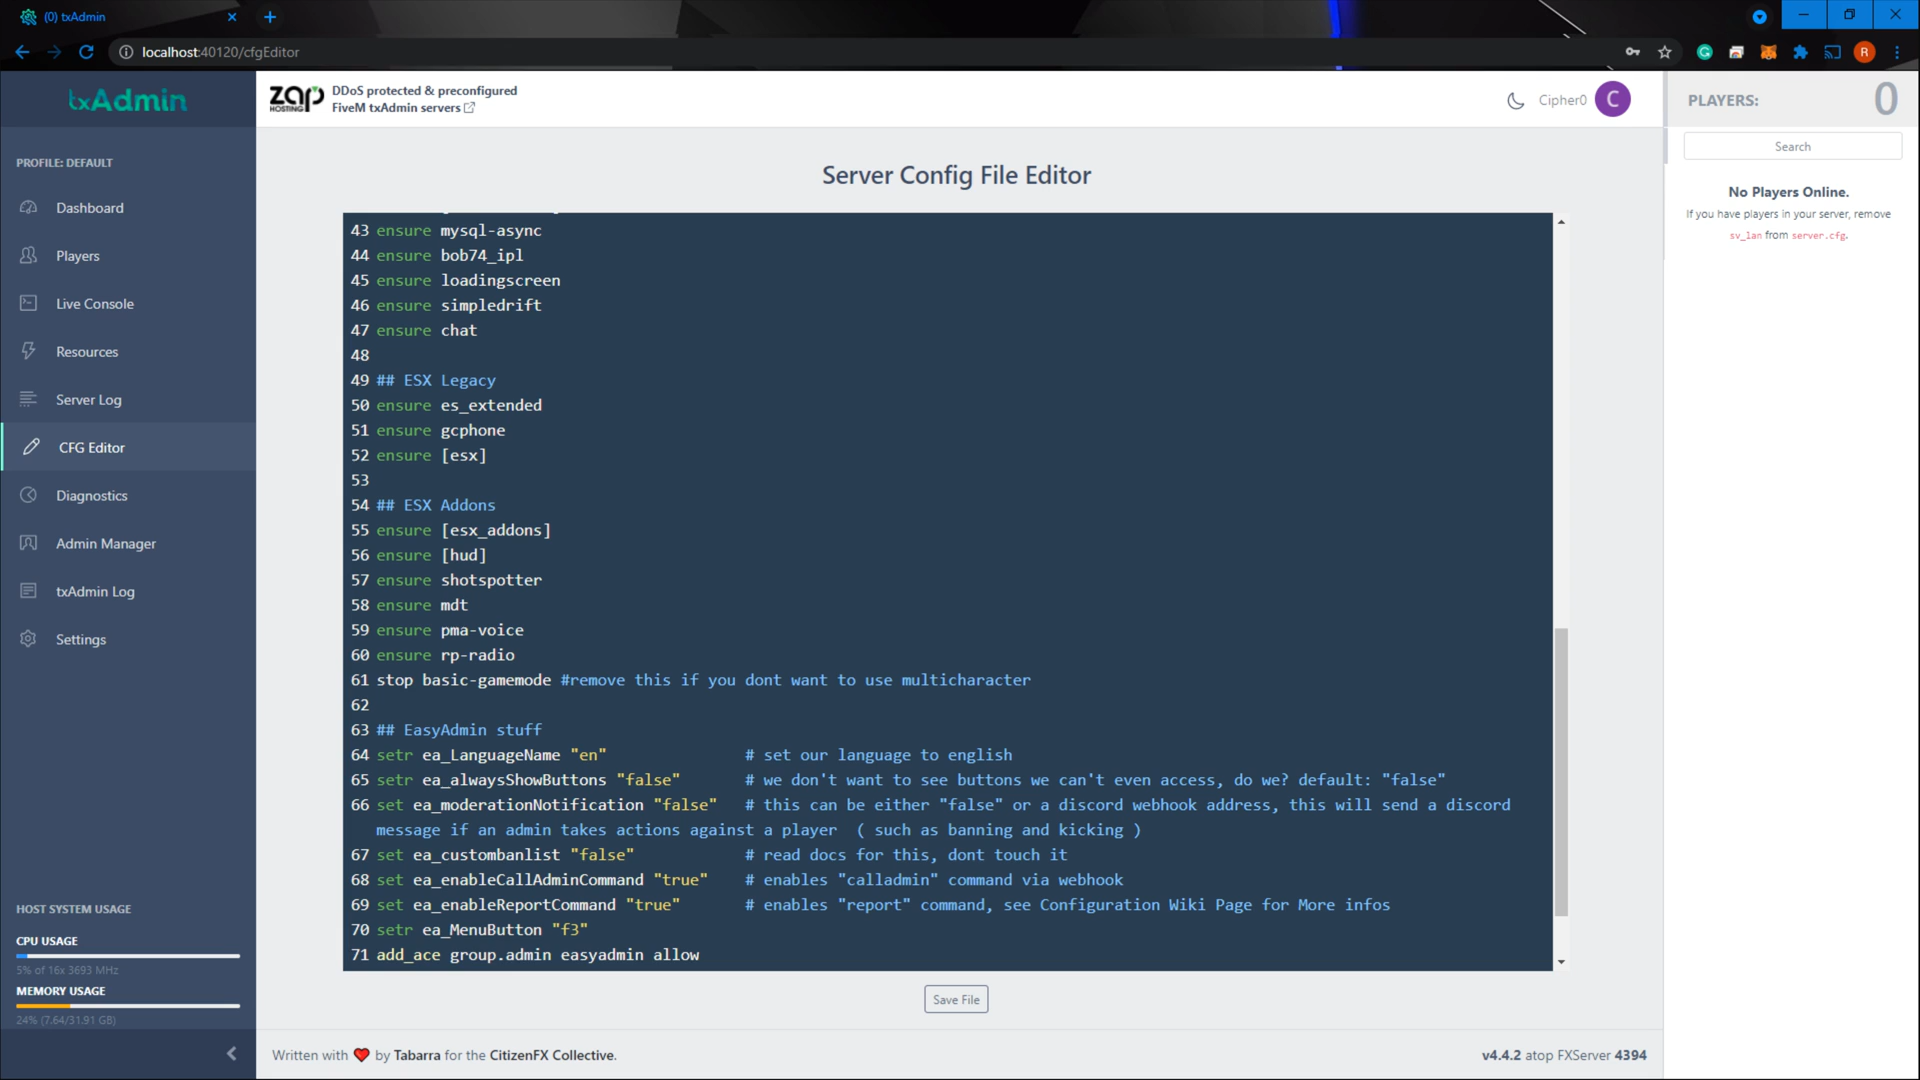 (0) txAdmin
localhost:40120/cfgEditor
R
txAdmin
ZAP HOSTING
DDoS protected & preconfigured
FiveM txAdmin servers
Cipher0
C
PLAYERS:
0
Search
No Players Online.
If you have players in your server, remove
sv_lan from server.cfg.
PROFILE: DEFAULT
Dashboard
Players
Live Console
Resources
Server Log
CFG Editor
Diagnostics
Admin Manager
txAdmin Log
Settings
HOST SYSTEM USAGE
CPU USAGE
5% of 16x 3693 MHz
MEMORY USAGE
24% (7.64/31.91 GB)
Server Config File Editor
43 ensure mysql-async
44 ensure bob74_ipl
45 ensure loadingscreen
46 ensure simpledrift
47 ensure chat
48
49 ## ESX Legacy
50 ensure es_extended
51 ensure gcphone
52 ensure [esx]
53
54 ## ESX Addons
55 ensure [esx_addons]
56 ensure [hud]
57 ensure shotspotter
58 ensure mdt
59 ensure pma-voice
60 ensure rp-radio
61 stop basic-gamemode #remove this if you dont want to use multicharacter
62
63 ## EasyAdmin stuff
64 setr ea_LanguageName "en" # set our language to english
65 setr ea_alwaysShowButtons "false" # we don't want to see buttons we can't even access, do we? default: "false"
66 set ea_moderationNotification "false" # this can be either "false" or a discord webhook address, this will send a discord
message if an admin takes actions against a player ( such as banning and kicking )
67 set ea_custombanlist "false" # read docs for this, dont touch it
68 set ea_enableCallAdminCommand "true" # enables "calladmin" command via webhook
69 set ea_enableReportCommand "true" # enables "report" command, see Configuration Wiki Page for More infos
70 setr ea_MenuButton "f3"
71 add_ace group.admin easyadmin allow
Save File
Written with ❤ by Tabarra for the CitizenFX Collective.
v4.4.2 atop FXServer 4394